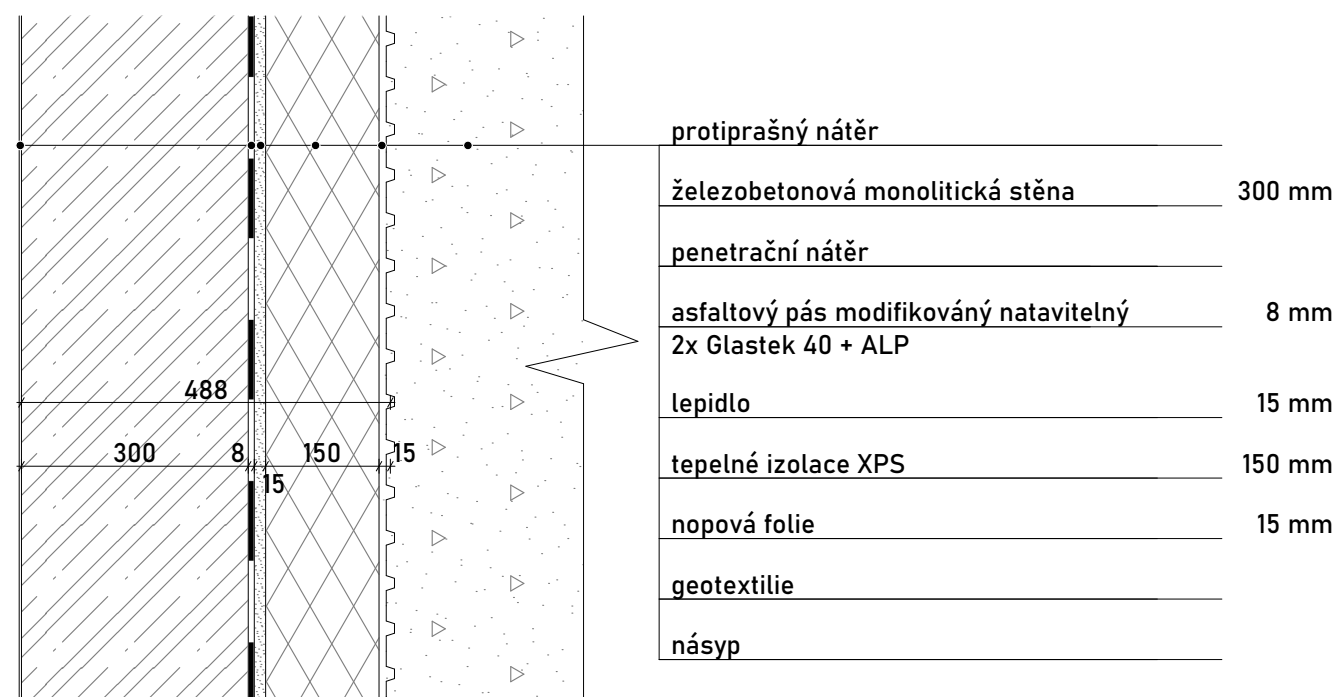 protiprašný nátěr
železobetonová monolitická stěna 300 mm
penetrační nátěr
asfaltový pás modifikováný natavitelný 8 mm
2x Glastek 40 + ALP
488
lepidlo 15 mm
300 8 150 15
tepelné izolace XPS 150 mm
15
nopová folie 15 mm
geotextilie
násyp